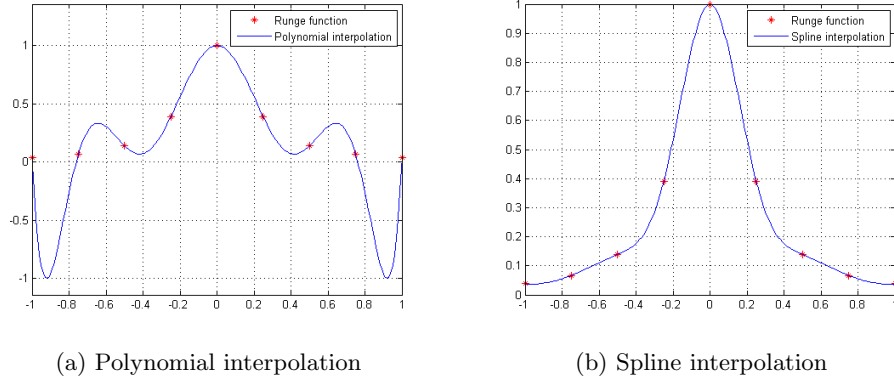 Runge function
Polynomial interpolation
1
0.5
0
-0.5
-1
-1 -0.8 -0.6 -0.4 -0.2 0 0.2 0.4 0.6 0.8 1
(a) Polynomial interpolation
Runge function
Spline interpolation
1
0.9
0.8
0.7
0.6
0.5
0.4
0.3
0.2
0.1
0
-1 -0.8 -0.6 -0.4 -0.2 0 0.2 0.4 0.6 0.8 1
(b) Spline interpolation